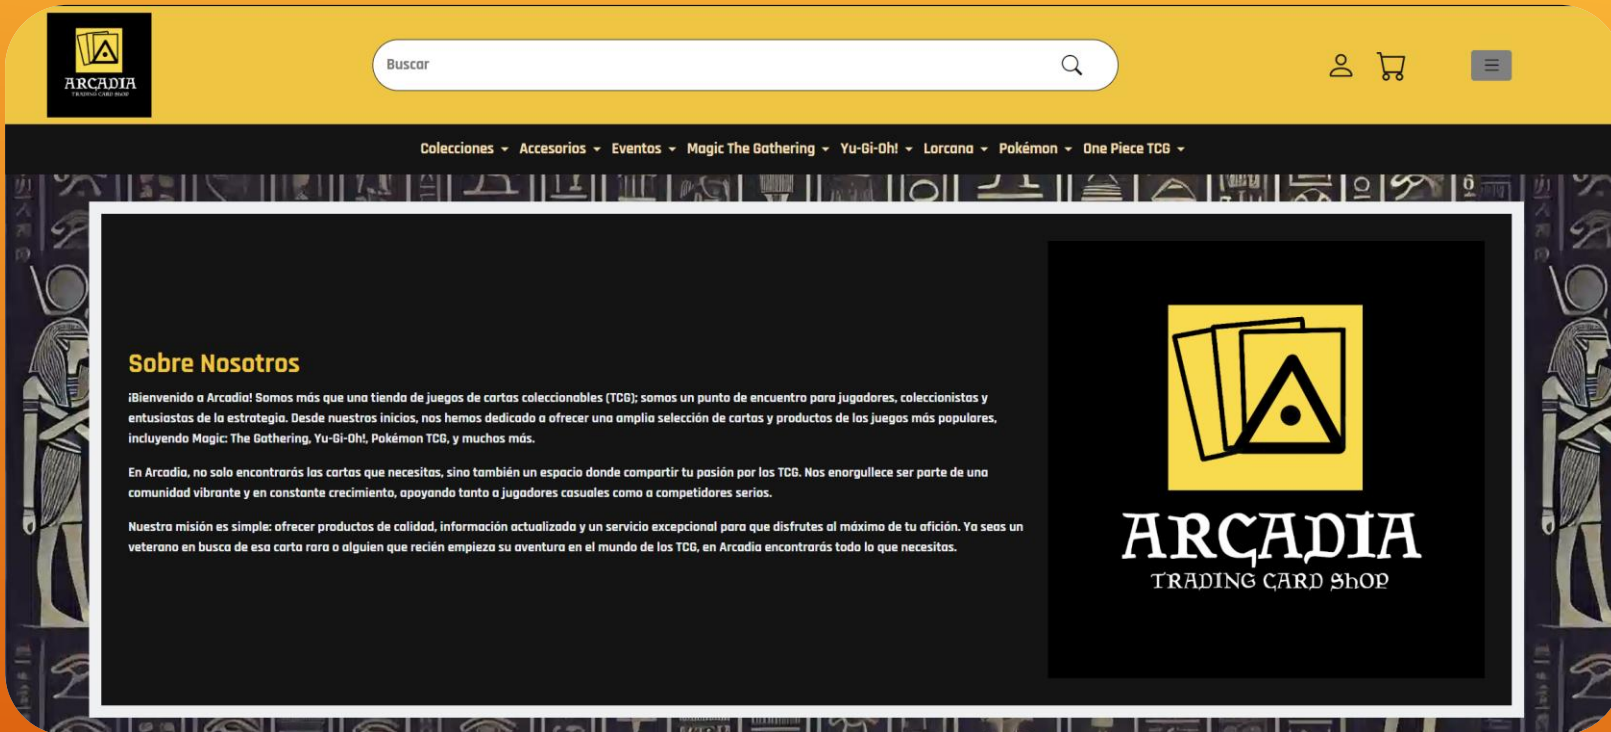 ARCADIA
TRADING CARD SHOP
Buscar
Colecciones Accesorios Eventos Magic The Gathering Yu-Gi-Oh! Lorcana Pokémon One Piece TCG
Sobre Nosotros
¡Bienvenido a Arcadia! Somos más que una tienda de juegos de cartas coleccionables (TCG); somos un punto de encuentro para jugadores, coleccionistas y
entusiastas de la estrategia. Desde nuestros inicios, nos hemos dedicado a ofrecer una amplia selección de cartas y productos de los juegos más populares,
incluyendo Magic: The Gathering, Yu-Gi-Oh!, Pokémon TCG, y muchos más.
En Arcadia, no solo encontrarás las cartas que necesitas, sino también un espacio donde compartir tu pasión por los TCG. Nos enorgullece ser parte de una
comunidad vibrante y en constante crecimiento, apoyando tanto a jugadores casuales como a competidores serios.
Nuestra misión es simple: ofrecer productos de calidad, información actualizada y un servicio excepcional para que disfrutes al máximo de tu afición. Ya seas un
veterano en busca de esa carta rara o alguien que recién empieza su aventura en el mundo de los TCG, en Arcadia encontrarás todo lo que necesitas.
ARCADIA
TRADING CARD ShOP